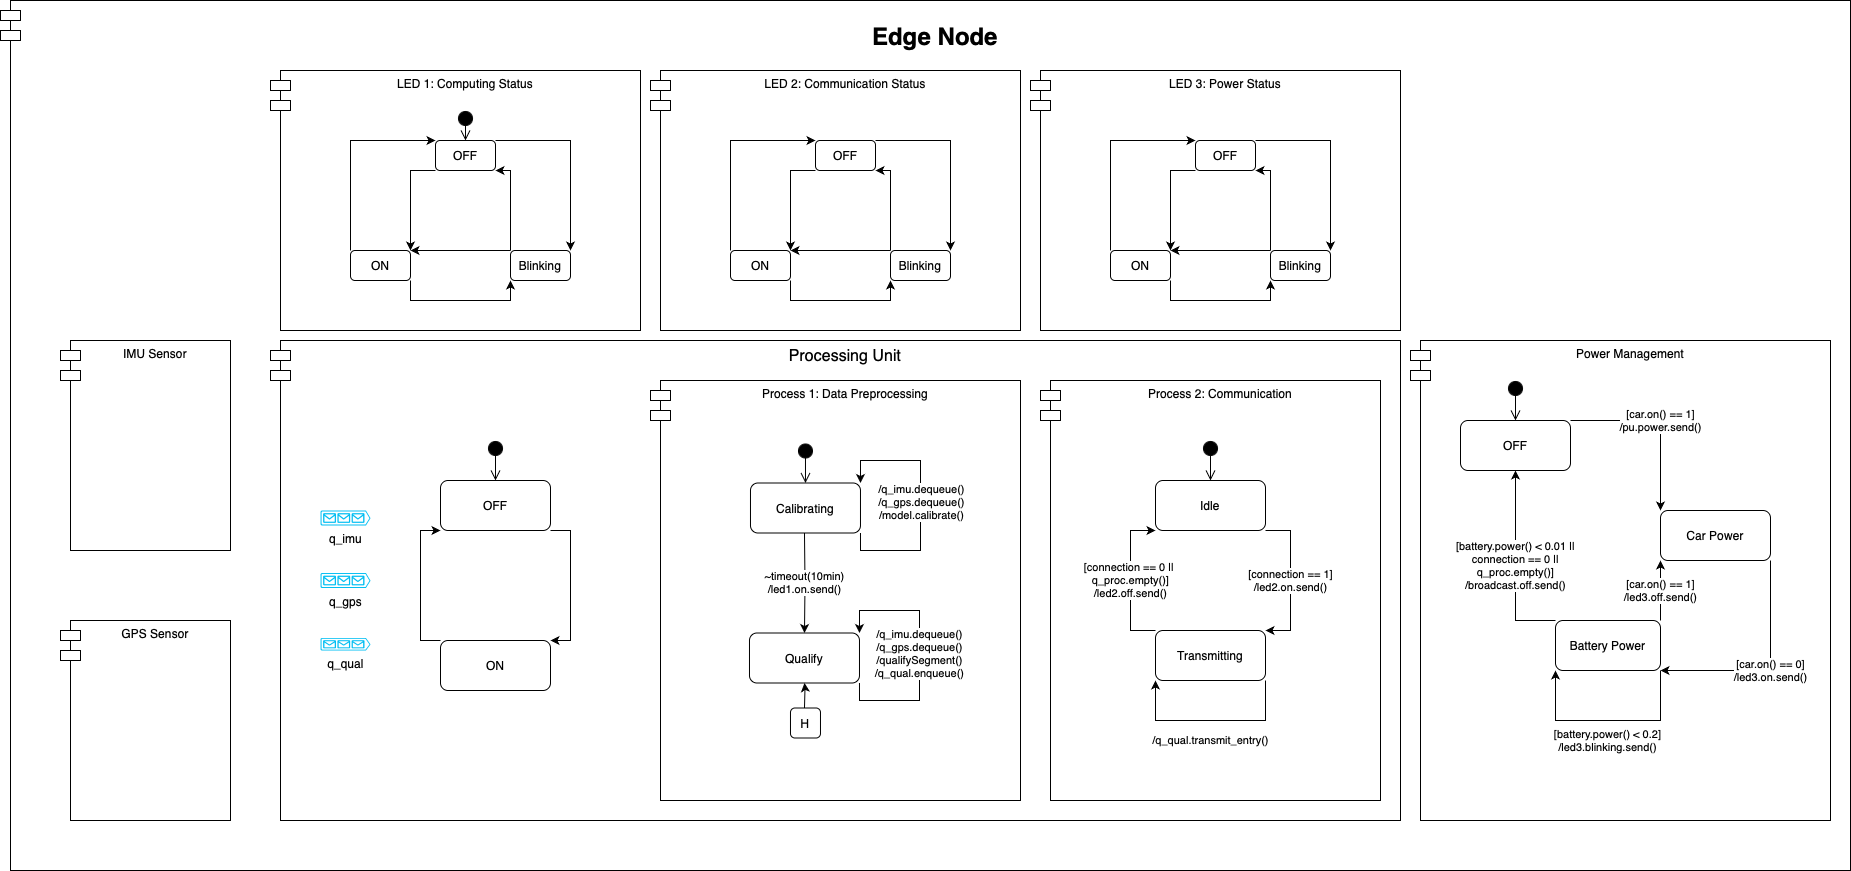 Edge Node
LED 1: Computing Status
OFF
ON
Blinking
LED 2: Communication Status
OFF
ON
Blinking
LED 3: Power Status
OFF
ON
Blinking
IMU Sensor
GPS Sensor
Processing Unit
q_imu
q_gps
q_qual
OFF
ON
Process 1: Data Preprocessing
Calibrating
/q_imu.dequeue()
/q_gps.dequeue()
/model.calibrate()
~timeout(10min)
/led1.on.send()
Qualify
/q_imu.dequeue()
/q_gps.dequeue()
/qualifySegment()
/q_qual.enqueue()
H
Process 2: Communication
Idle
[connection == 0 ||
q_proc.empty()]
/led2.off.send()
[connection == 1]
/led2.on.send()
Transmitting
/q_qual.transmit_entry()
Power Management
OFF
[car.on() == 1]
/pu.power.send()
Car Power
[battery.power() < 0.01 ||
connection == 0 ||
q_proc.empty()]
/broadcast.off.send()
[car.on() == 1]
/led3.off.send()
Battery Power
[car.on() == 0]
/led3.on.send()
[battery.power() < 0.2]
/led3.blinking.send()